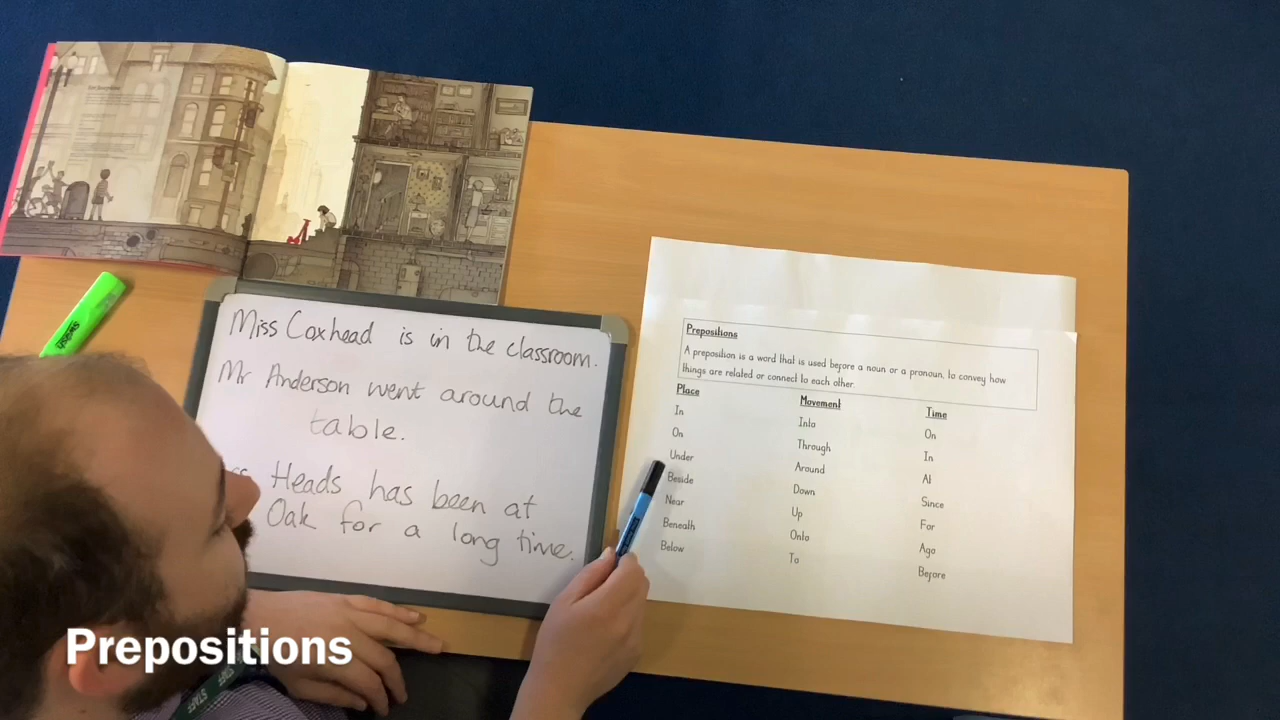 Miss Coxhead is in the classroom.
Mr Anderson went around the
table.
Heads has been at
Oak for a long time.
Prepositions
A preposition is a word that is used before a noun or a pronoun, to convey how
things are related or connect to each other.
Place
In
On
Under
Beside
Near
Beneath
Below
Movement
Into
Through
Around
Down
Up
Onto
To
Time
On
In
At
Since
For
Ago
Before
Prepositions
STAFF